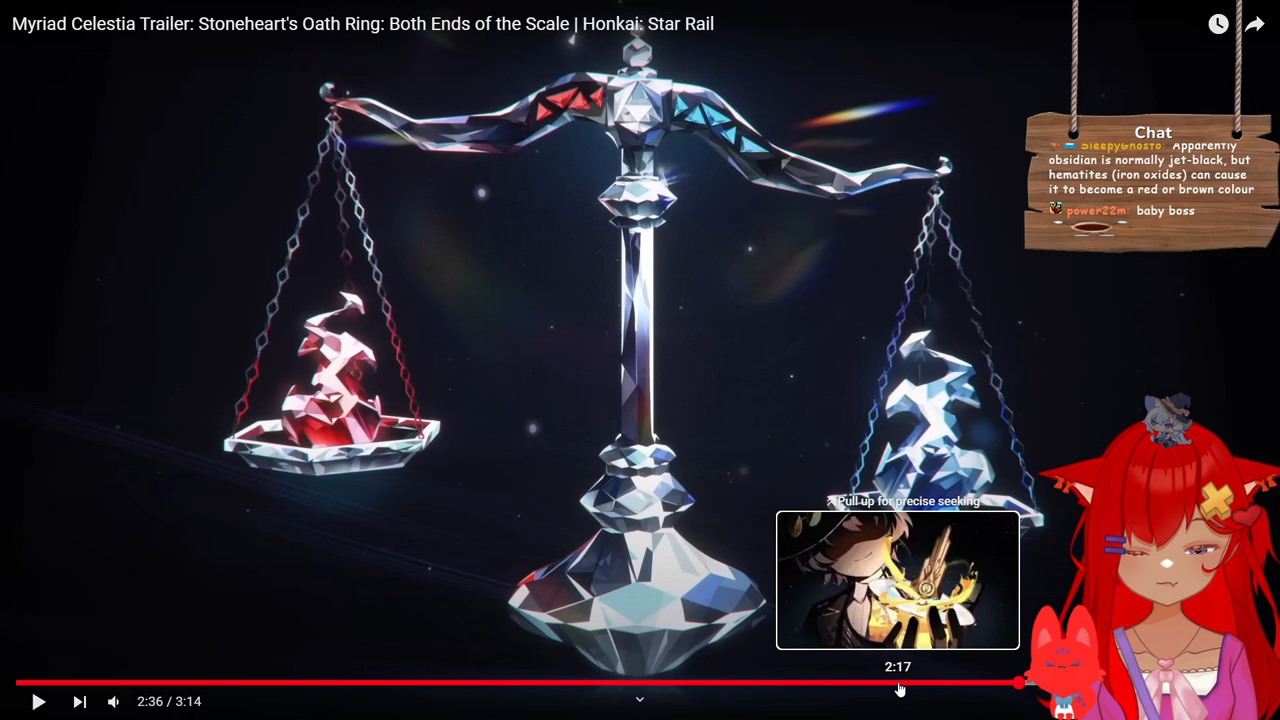 Myriad Celestia Trailer: Stoneheart's Oath Ring: Both Ends of the Scale | Honkai: Star Rail
Chat
SleepyGhosto: Apparently
obsidian is normally jet-black, but
hematites (iron oxides) can cause
it to become a red or brown colour
power22m: baby boss
Pull up for precise seeking
2:17
2:36 / 3:14